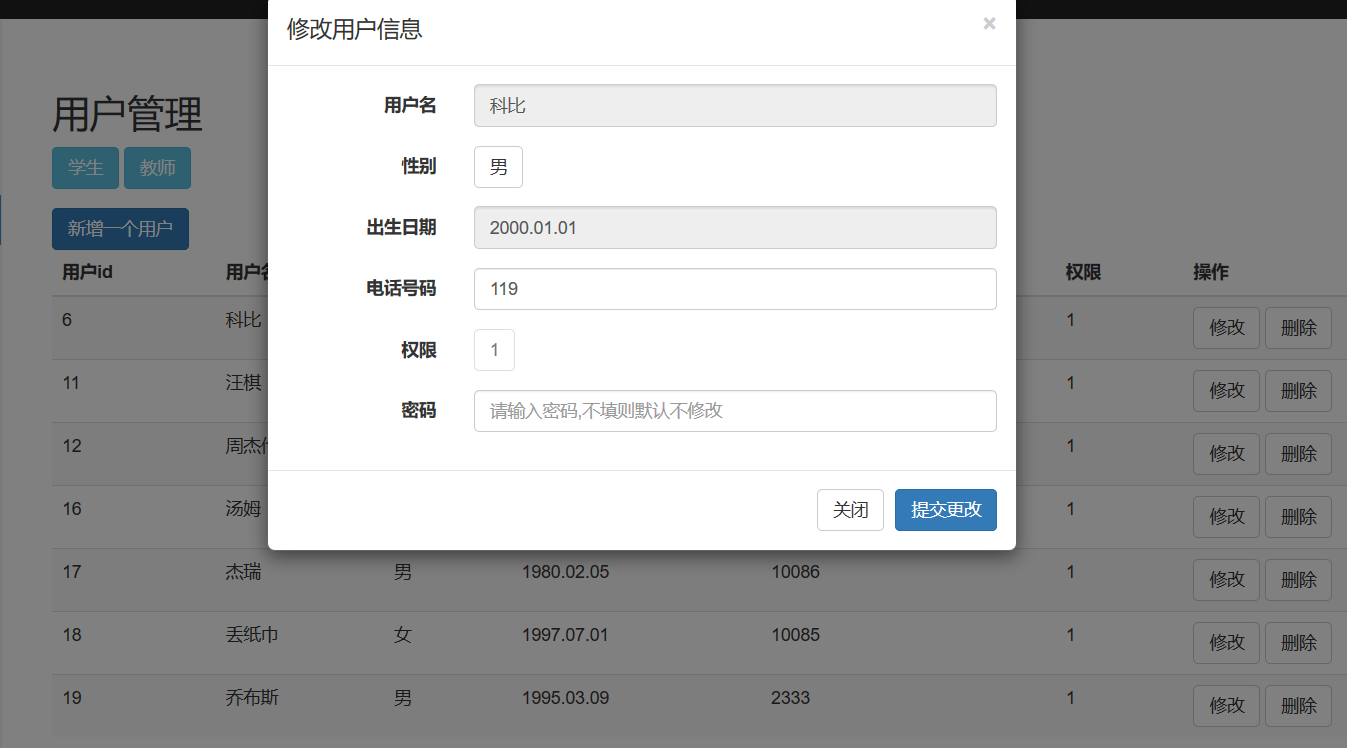 修改用户信息 ×
用户名 科比
性别 男
出生日期 2000.01.01
电话号码 119
权限 1
密码 请输入密码,不填则默认不修改
关闭 提交更改
用户管理
学生 教师
新增一个用户
用户id 用户名 权限 操作
6 科比 1 修改 删除
11 汪棋 1 修改 删除
12 周杰 1 修改 删除
16 汤姆 1 修改 删除
17 杰瑞 男 1980.02.05 10086 1 修改 删除
18 丢纸巾 女 1997.07.01 10085 1 修改 删除
19 乔布斯 男 1995.03.09 2333 1 修改 删除